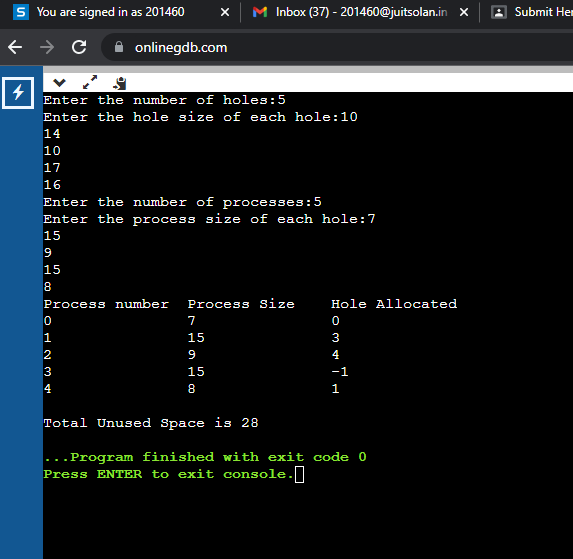 You are signed in as 201460
Inbox (37) - 201460@juitsolan.in
Submit Her
onlinegdb.com
Enter the number of holes:5
Enter the hole size of each hole:10
14
10
17
16
Enter the number of processes:5
Enter the process size of each hole:7
15
9
15
8
Process number Process Size Hole Allocated
0 7 0
1 15 3
2 9 4
3 15 -1
4 8 1
Total Unused Space is 28
...Program finished with exit code 0
Press ENTER to exit console.